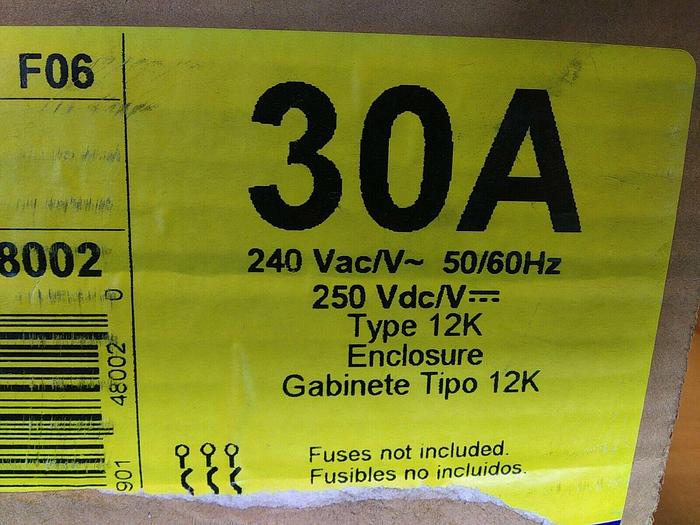 F06
30A
240 Vac/V~ 50/60Hz
250 Vdc/V⎓
Type 12K
Enclosure
Gabinete Tipo 12K
8002
0
48002
901
Fuses not included.
Fusibles no incluidos.